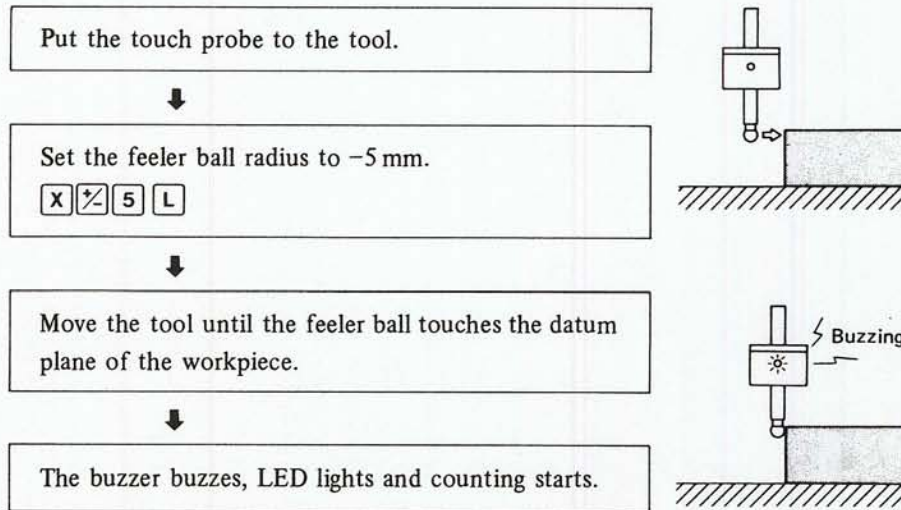 Put the touch probe to the tool.
Set the feeler ball radius to −5 mm.
X +/− 5 L
Move the tool until the feeler ball touches the datum
plane of the workpiece.
Buzzing
The buzzer buzzes, LED lights and counting starts.